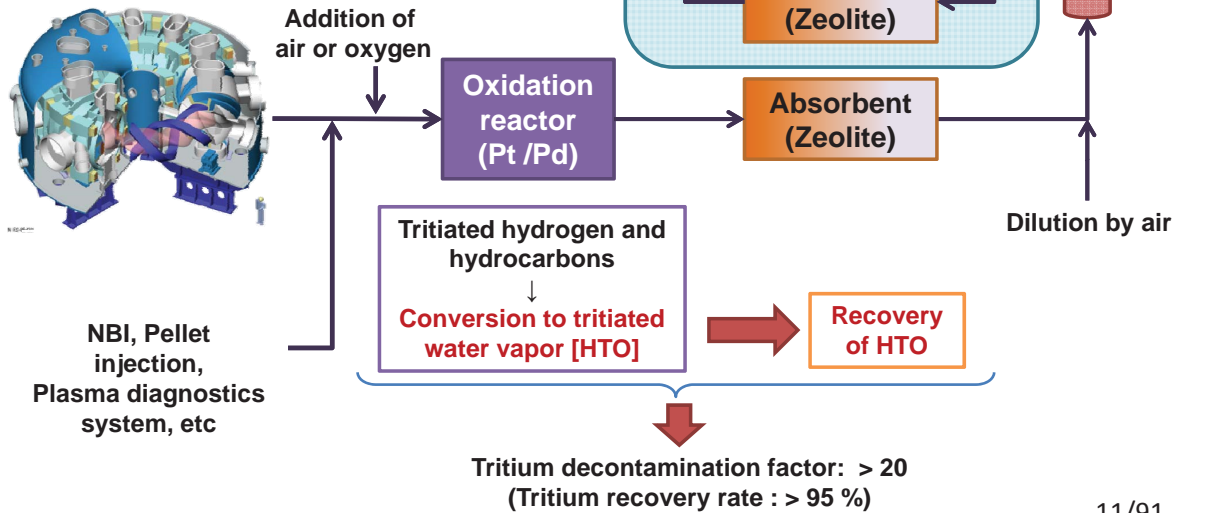 Addition of
air or oxygen
(Zeolite)
Oxidation
reactor
(Pt /Pd)
Absorbent
(Zeolite)
Dilution by air
Tritiated hydrogen and
hydrocarbons
↓
Conversion to tritiated
water vapor [HTO]
Recovery
of HTO
NBI, Pellet
injection,
Plasma diagnostics
system, etc
Tritium decontamination factor:  > 20
(Tritium recovery rate : > 95 %)
11/91